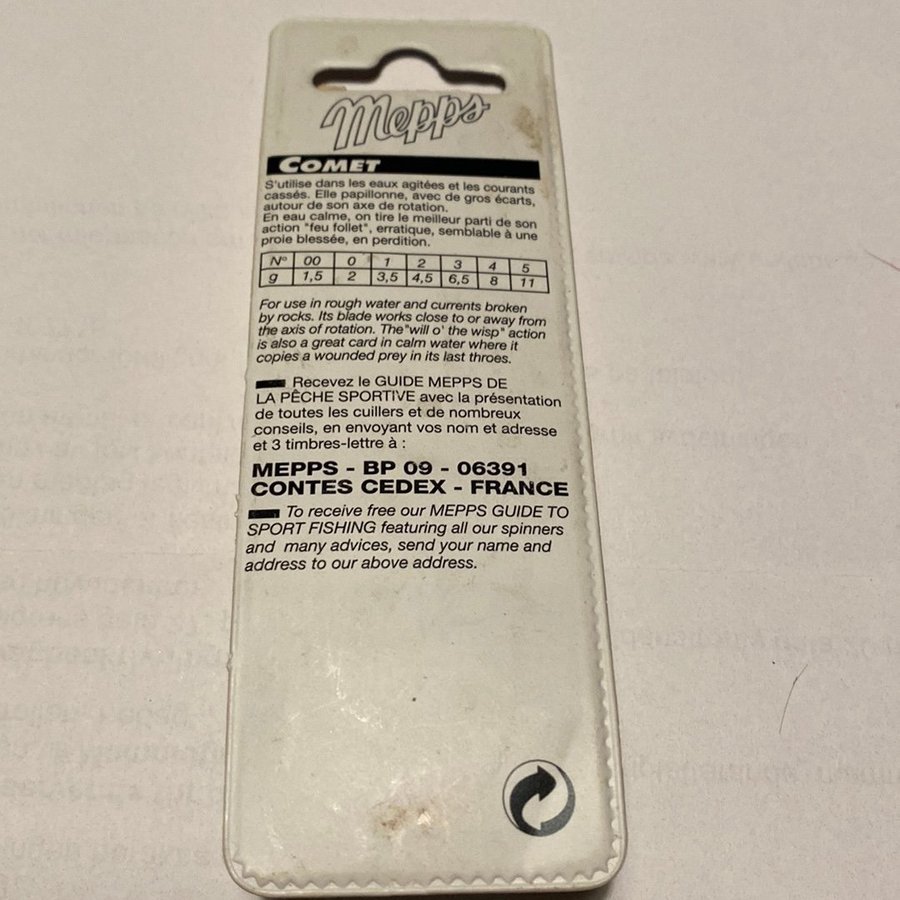 Mepps
COMET
S'utilise dans les eaux agitées et les courants
cassés. Elle papillonne, avec de gros écarts,
autour de son axe de rotation.
En eau calme, on tire le meilleur parti de son
action "feu follet", erratique, semblable à une
proie blessée, en perdition.
N° 00 0 1 2 3 4 5
g 1,5 2 3,5 4,5 6,5 8 11
For use in rough water and currents broken
by rocks. Its blade works close to or away from
the axis of rotation. The "will o' the wisp" action
is also a great card in calm water where it
copies a wounded prey in its last throes.
Recevez le GUIDE MEPPS DE
LA PÊCHE SPORTIVE avec la présentation
de toutes les cuillers et de nombreux
conseils, en envoyant vos nom et adresse
et 3 timbres-lettre à :
MEPPS - BP 09 - 06391
CONTES CEDEX - FRANCE
To receive free our MEPPS GUIDE TO
SPORT FISHING featuring all our spinners
and many advices, send your name and
address to our above address.